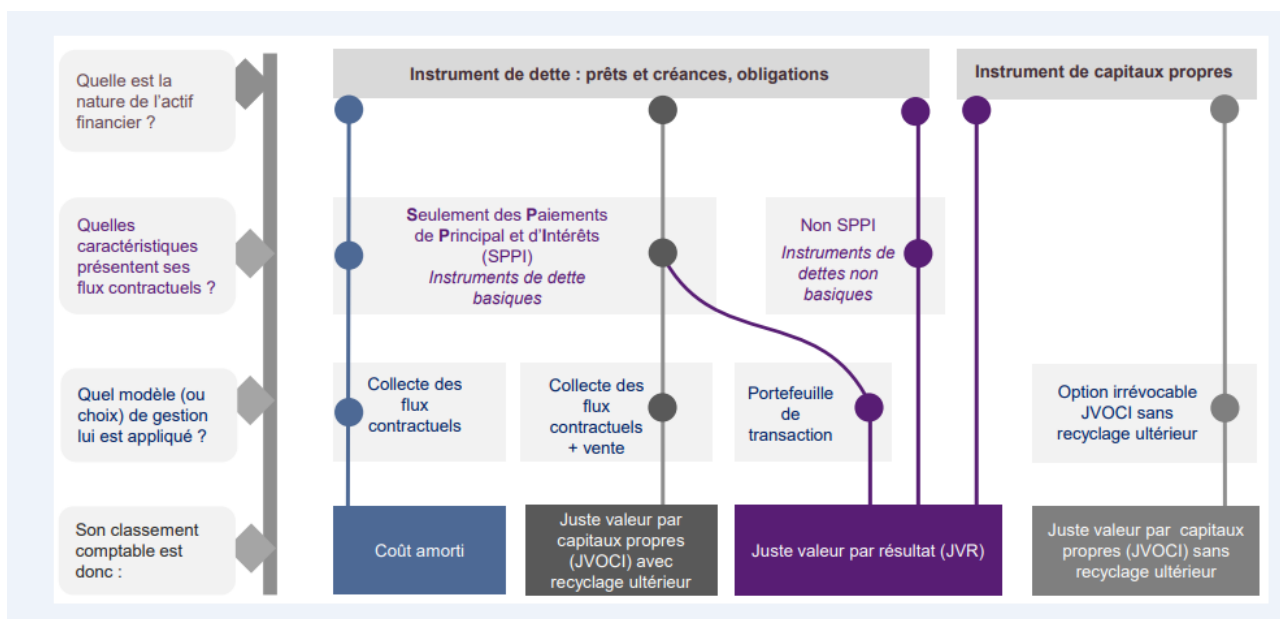 Quelle est la
nature de l'actif
financier ?
Instrument de dette : prêts et créances, obligations
Instrument de capitaux propres
Quelles
caractéristiques
présentent ses
flux contractuels ?
Seulement des Paiements
de Principal et d'Intérêts
(SPPI)
Instruments de dette
basiques
Non SPPI
Instruments de
dettes non
basiques
Quel modèle (ou
choix) de gestion
lui est appliqué ?
Collecte des
flux
contractuels
Collecte des
flux
contractuels
+ vente
Portefeuille
de
transaction
Option irrévocable
JVOCI sans
recyclage ultérieur
Son classement
comptable est
donc :
Coût amorti
Juste valeur par
capitaux propres
(JVOCI) avec
recyclage ultérieur
Juste valeur par résultat (JVR)
Juste valeur par capitaux
propres (JVOCI) sans
recyclage ultérieur